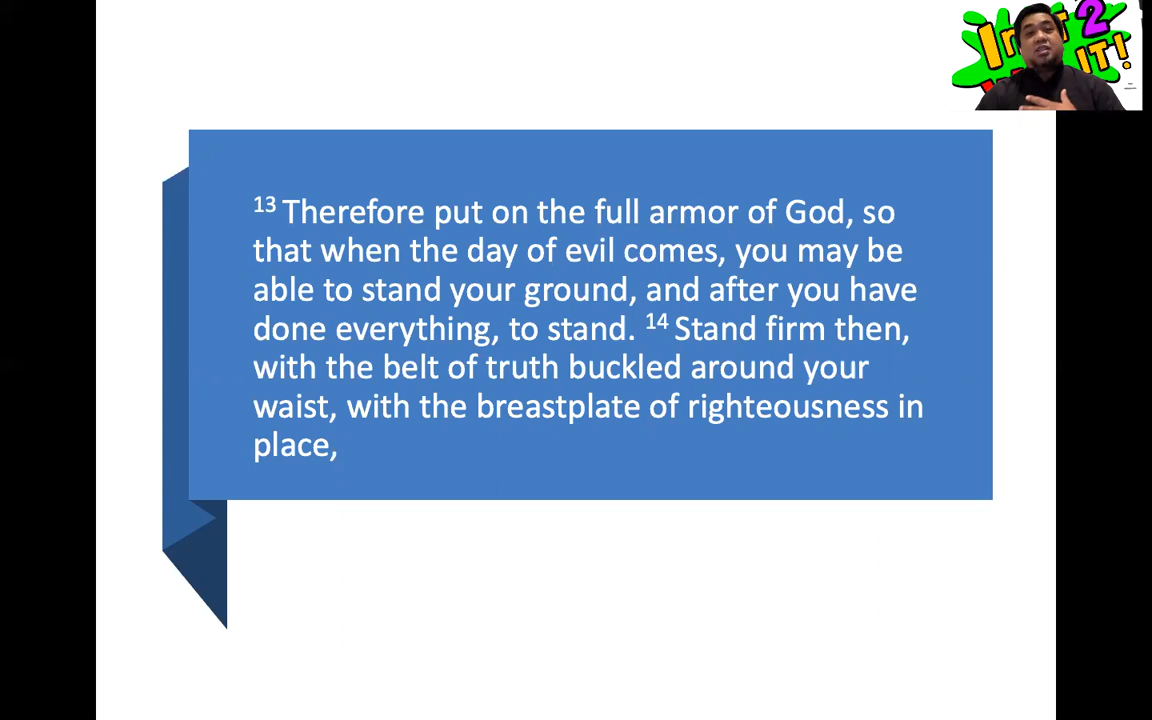 13 Therefore put on the full armor of God, so
that when the day of evil comes, you may be
able to stand your ground, and after you have
done everything, to stand. 14 Stand firm then,
with the belt of truth buckled around your
waist, with the breastplate of righteousness in
place,
2
IT!